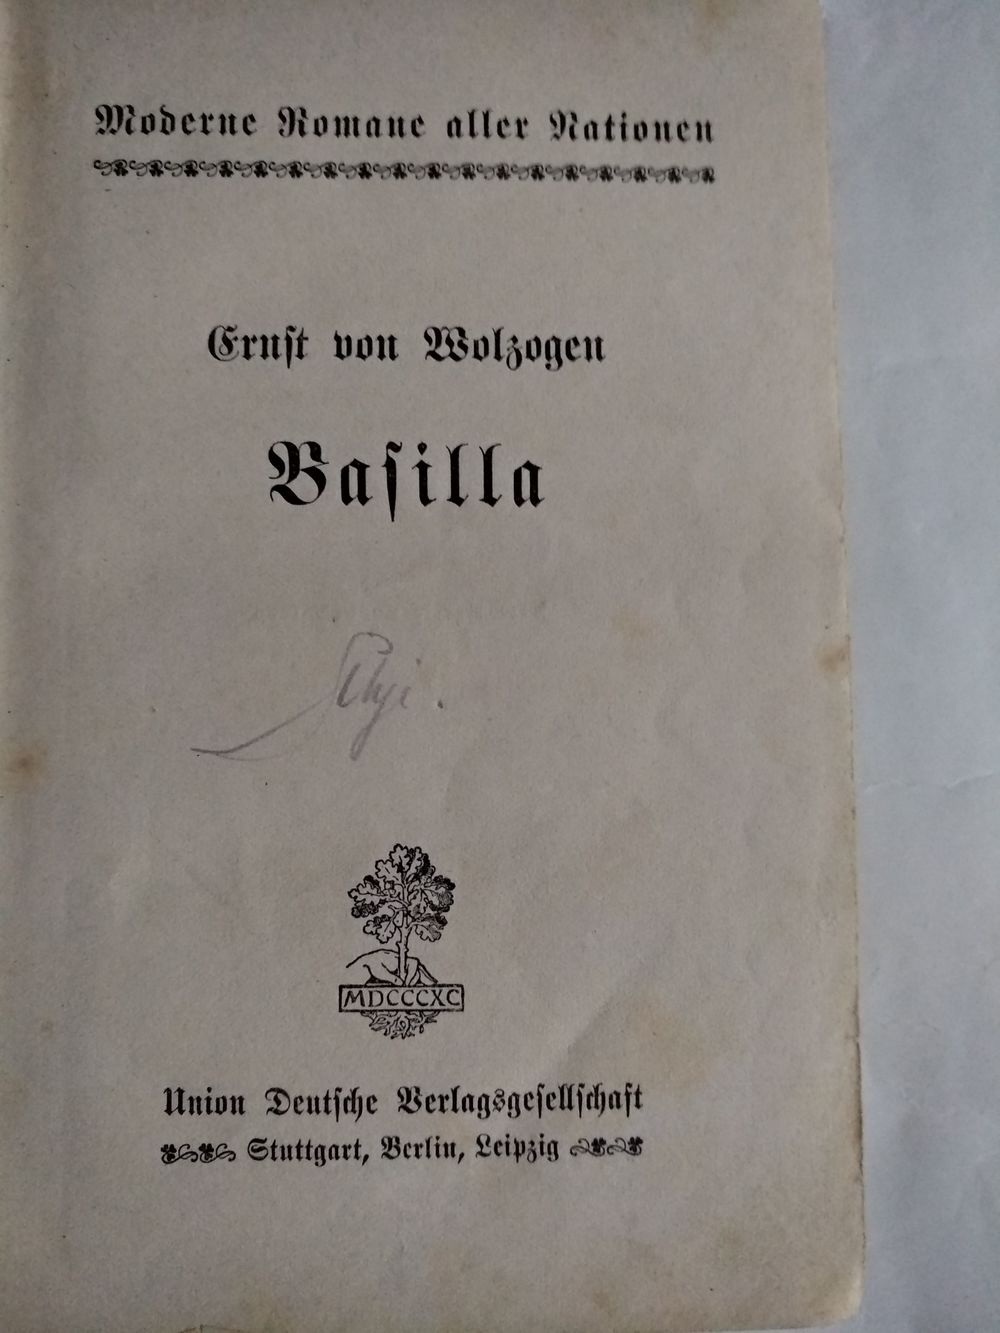 Moderne Romane aller Nationen
Ernſt von Wolzogen
Baſilla
MDCCCXC
Union Deutſche Verlagsgeſellſchaft
Stuttgart, Berlin, Leipzig